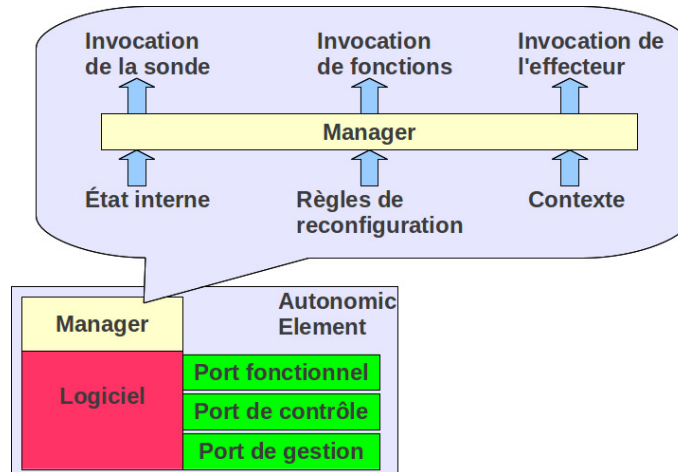 Invocation
de la sonde
Invocation
de fonctions
Invocation de
l'effecteur
Manager
État interne
Règles de
reconfiguration
Contexte
Manager
Autonomic
Element
Logiciel
Port fonctionnel
Port de contrôle
Port de gestion